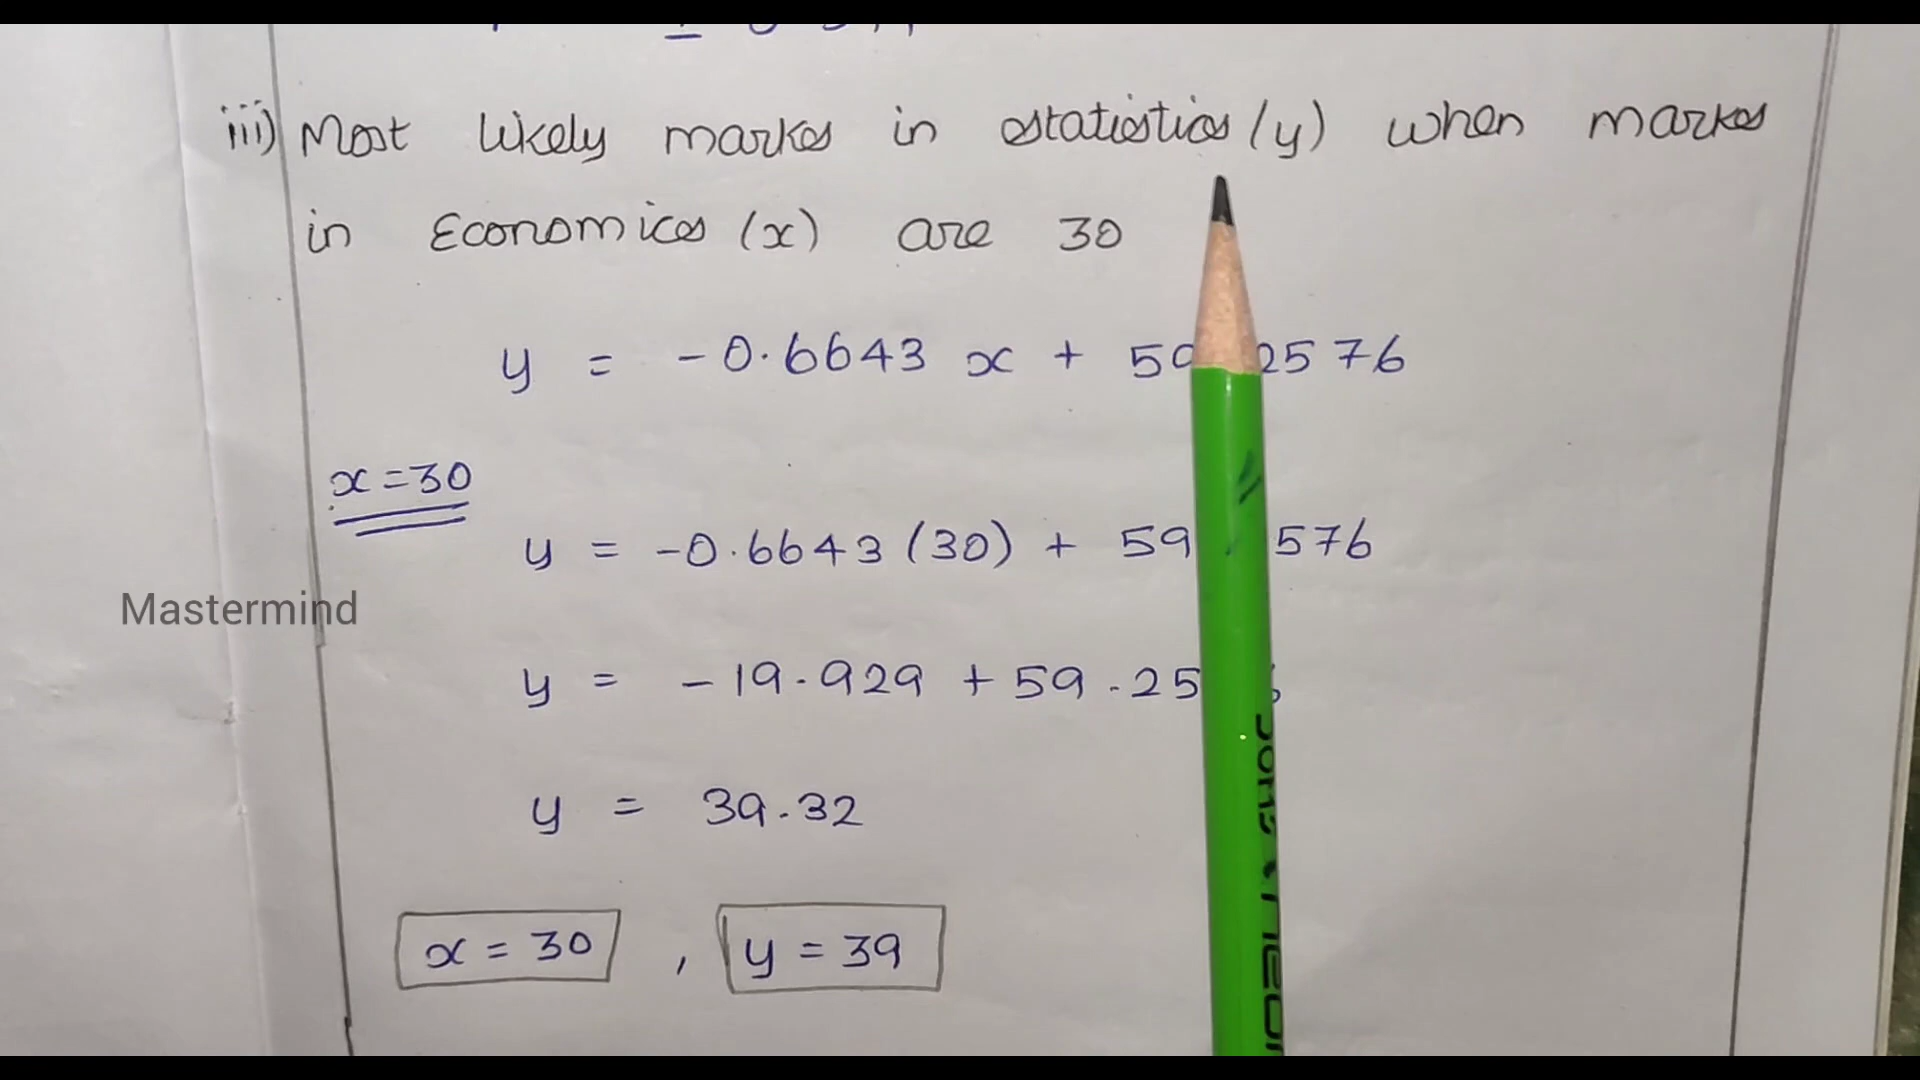 iii) Most likely marks in statistics (y) when marks
in Economics (x) are 30
y = -0.6643 x + 59.2576
x = 30
y = -0.6643 (30) + 59 576
Mastermind
y = -19.929 + 59.25
y = 39.32
x = 30 , y = 39